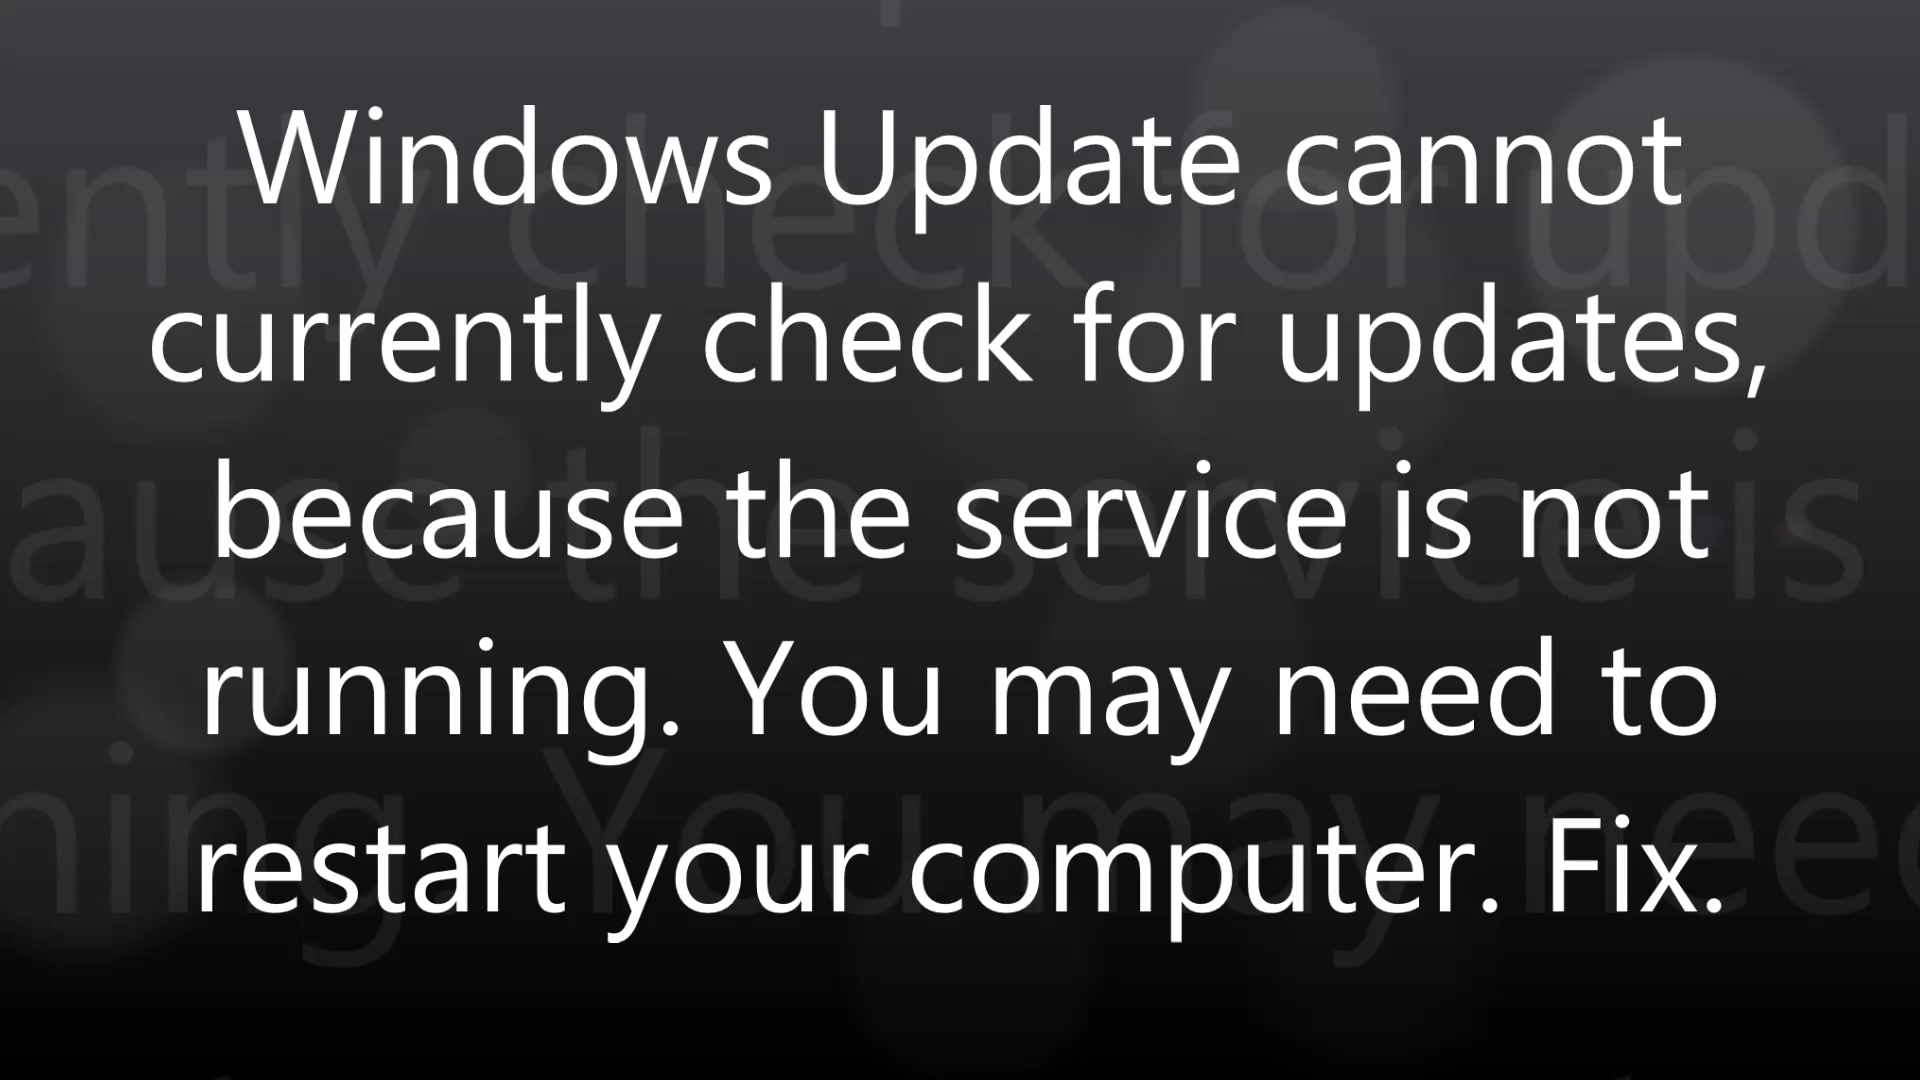 Windows Update cannot
currently check for updates,
because the service is not
running. You may need to
restart your computer. Fix.